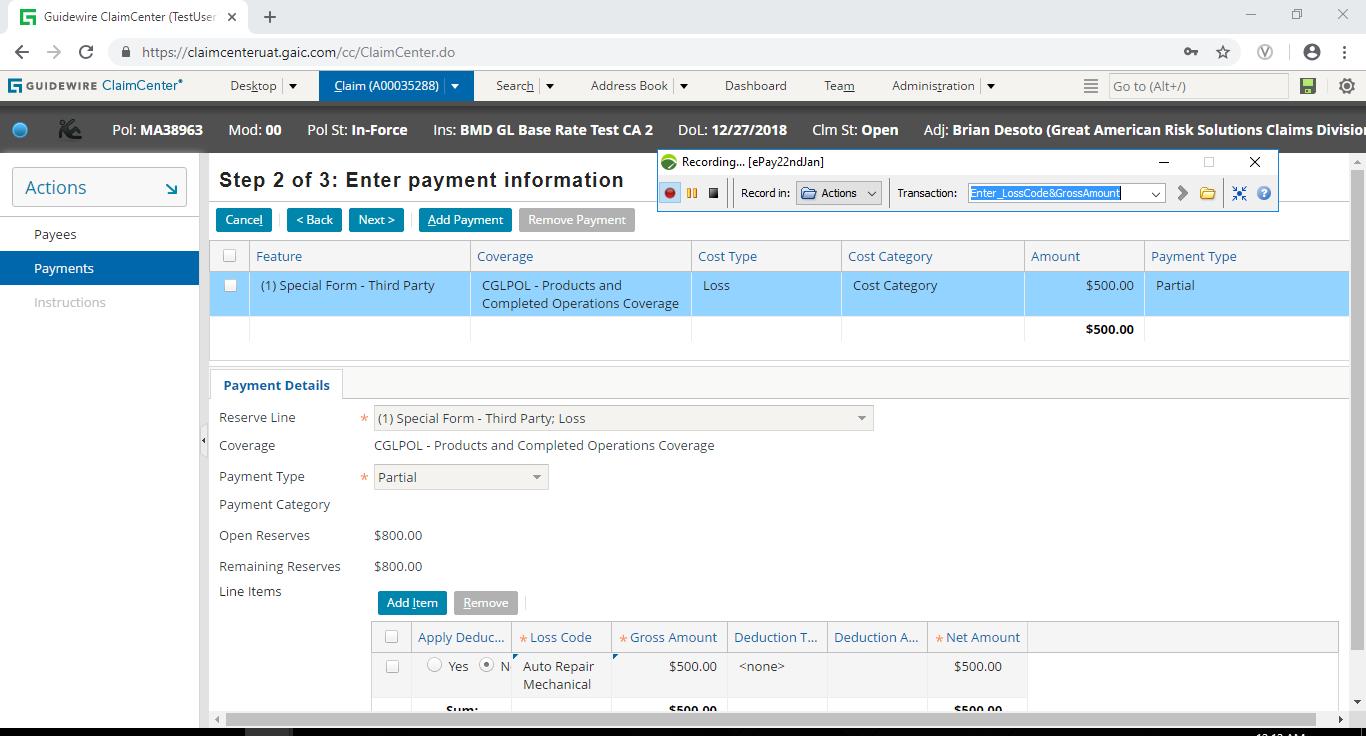 Guidewire ClaimCenter (TestUser
https://claimcenteruat.gaic.com/cc/ClaimCenter.do
GUIDEWIRE ClaimCenter® Desktop Claim (A00035288) Search Address Book Dashboard Team Administration Go to (Alt+/)
Pol: MA38963 Mod: 00 Pol St: In-Force Ins: BMD GL Base Rate Test CA 2 DoL: 12/27/2018 Clm St: Open Adj: Brian Desoto (Great American Risk Solutions Claims Division
Recording... [ePay22ndJan]
Record in: Actions Transaction: Enter_LossCode&GrossAmount
Actions
Payees
Payments
Instructions
Step 2 of 3: Enter payment information
Cancel < Back Next > Add Payment Remove Payment
Feature Coverage Cost Type Cost Category Amount Payment Type
(1) Special Form - Third Party CGLPOL - Products and Loss Cost Category $500.00 Partial
Completed Operations Coverage
$500.00
Payment Details
Reserve Line * (1) Special Form - Third Party; Loss
Coverage CGLPOL - Products and Completed Operations Coverage
Payment Type * Partial
Payment Category
Open Reserves $800.00
Remaining Reserves $800.00
Line Items
Add Item Remove
Apply Deduc... * Loss Code * Gross Amount Deduction T... Deduction A... * Net Amount
Yes N Auto Repair $500.00 <none> $500.00
Mechanical
Sum: $500.00 $500.00
12:12 AM